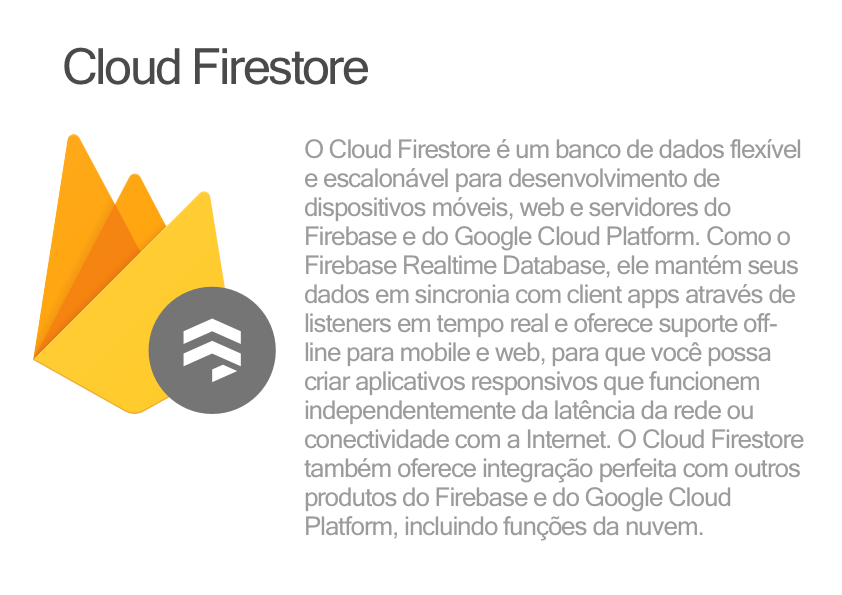 Cloud Firestore
O Cloud Firestore é um banco de dados flexível
e escalonável para desenvolvimento de
dispositivos móveis, web e servidores do
Firebase e do Google Cloud Platform. Como o
Firebase Realtime Database, ele mantém seus
dados em sincronia com client apps através de
listeners em tempo real e oferece suporte off-
line para mobile e web, para que você possa
criar aplicativos responsivos que funcionem
independentemente da latência da rede ou
conectividade com a Internet. O Cloud Firestore
também oferece integração perfeita com outros
produtos do Firebase e do Google Cloud
Platform, incluindo funções da nuvem.